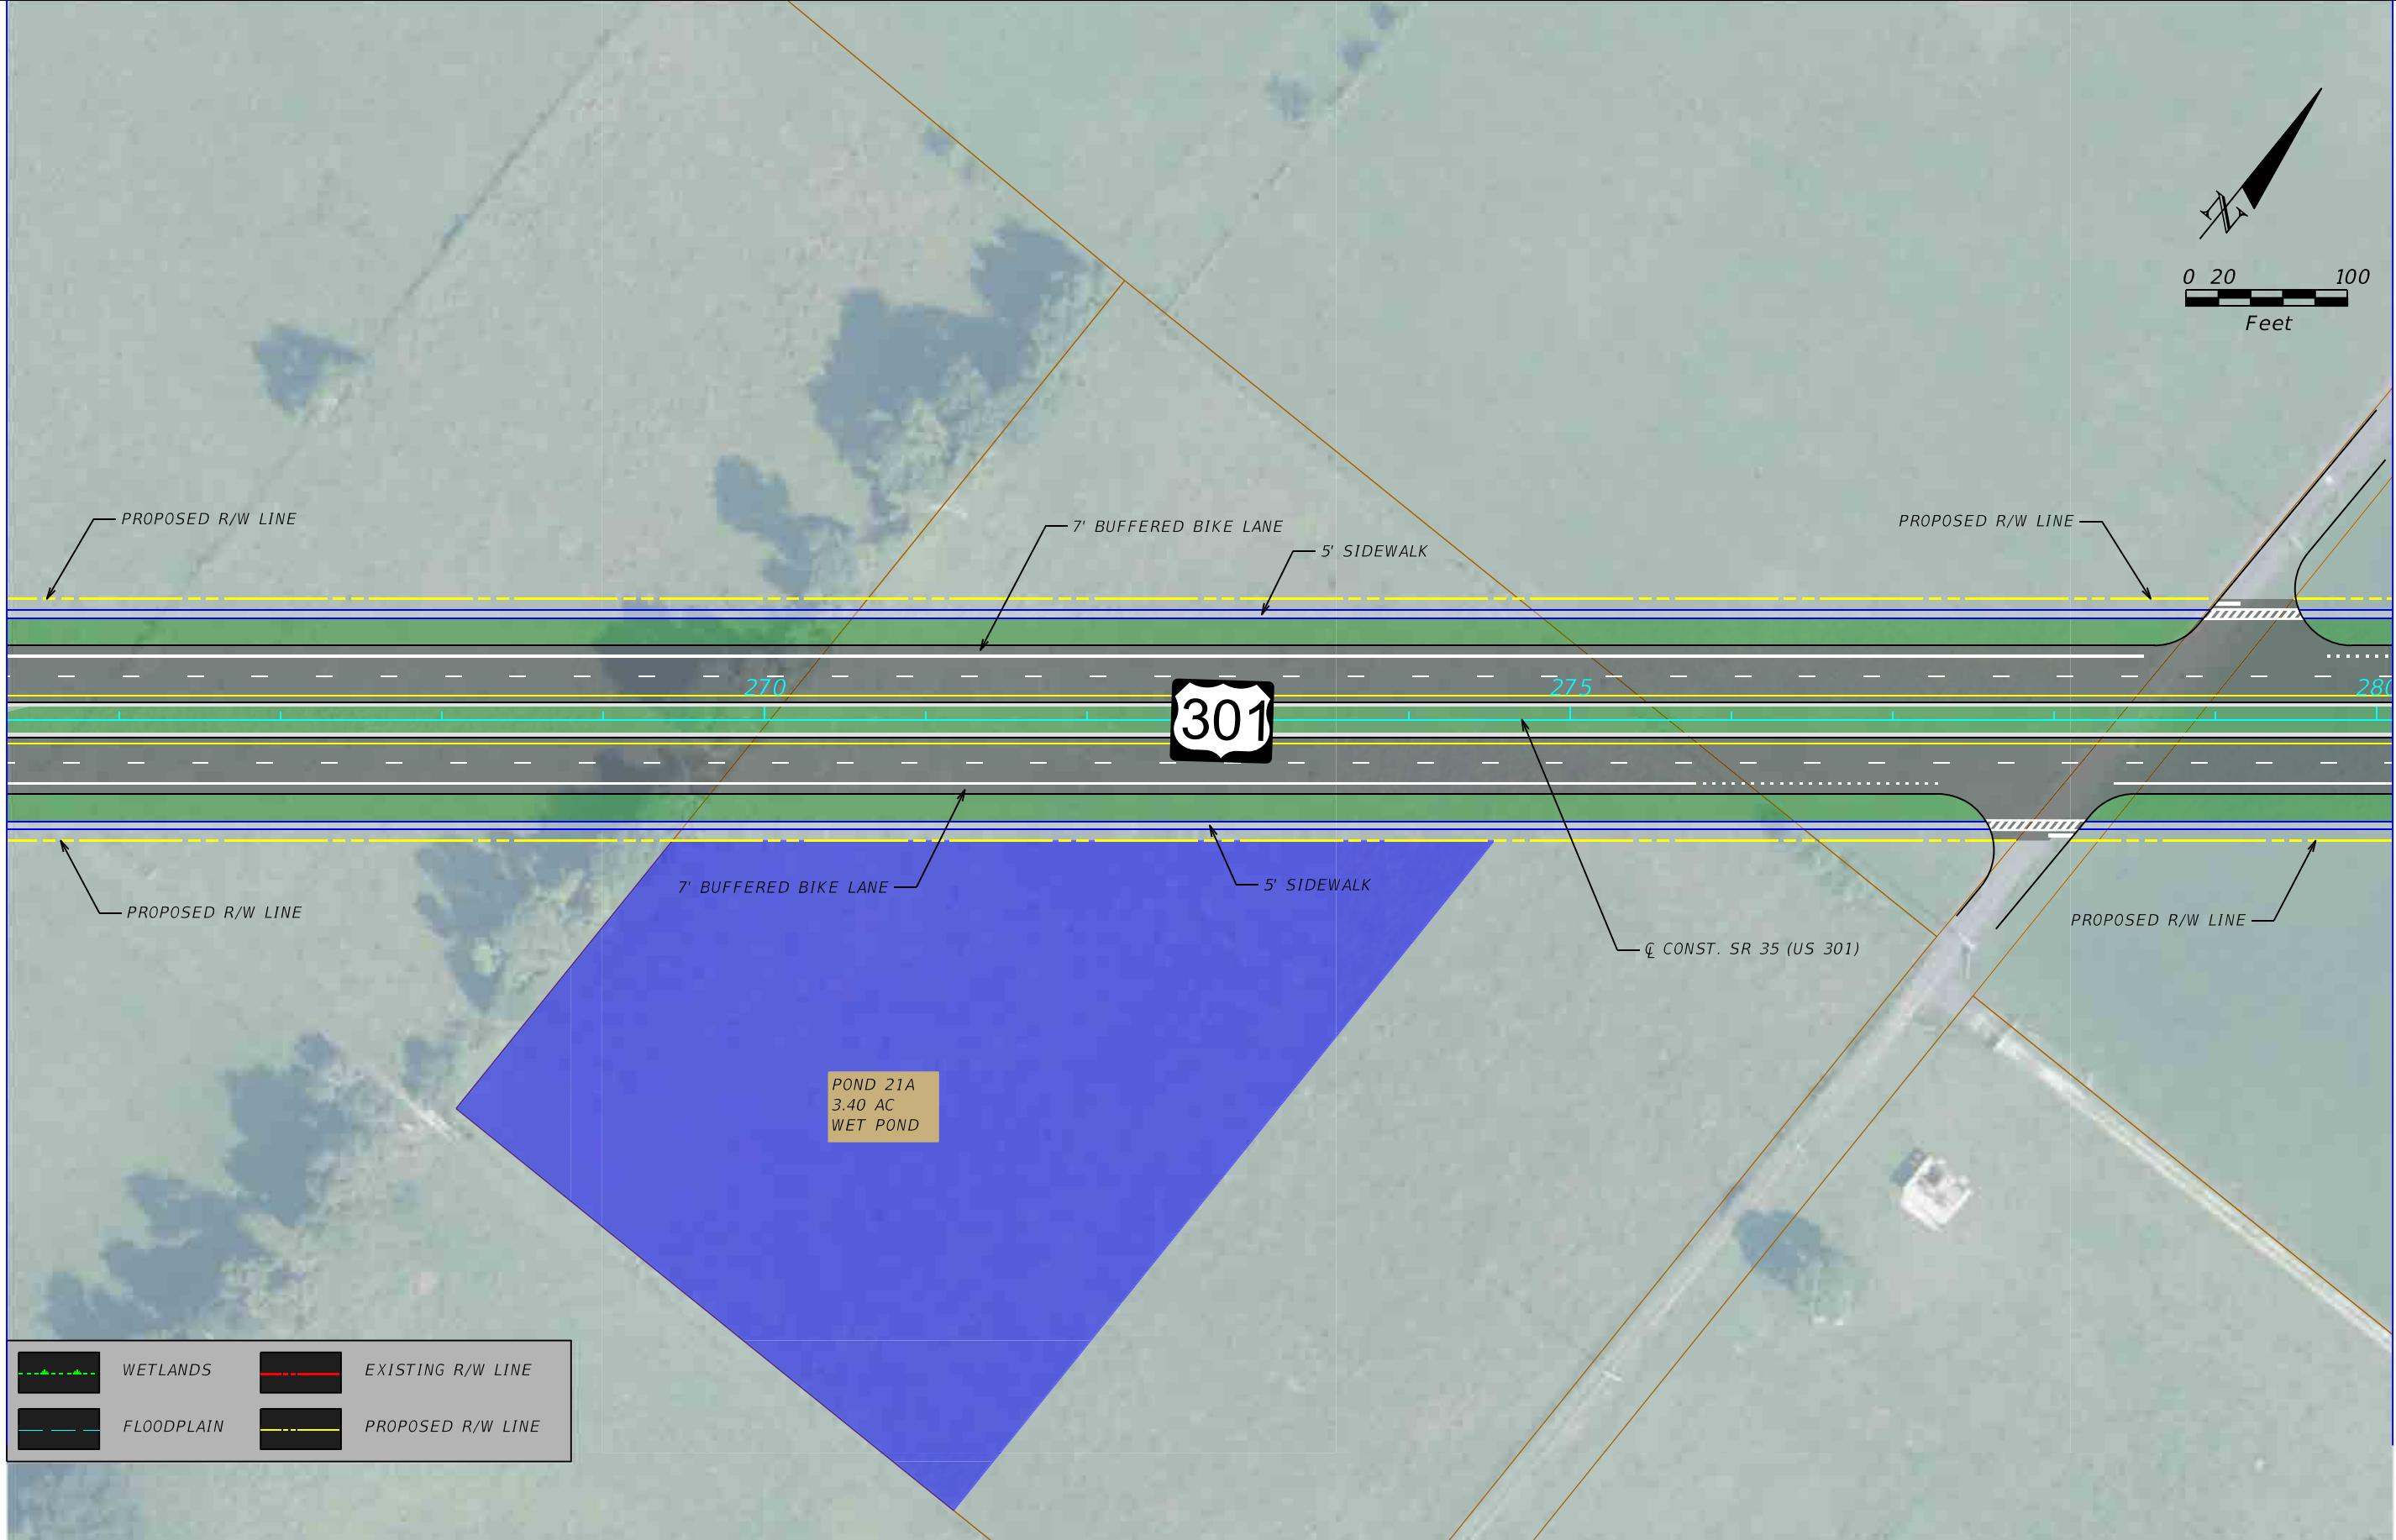 N
0 20 100
Feet
PROPOSED R/W LINE
7' BUFFERED BIKE LANE
PROPOSED R/W LINE
5' SIDEWALK
270
275
280
301
7' BUFFERED BIKE LANE
5' SIDEWALK
PROPOSED R/W LINE
PROPOSED R/W LINE
℄ CONST. SR 35 (US 301)
POND 21A
3.40 AC
WET POND
WETLANDS
EXISTING R/W LINE
FLOODPLAIN
PROPOSED R/W LINE